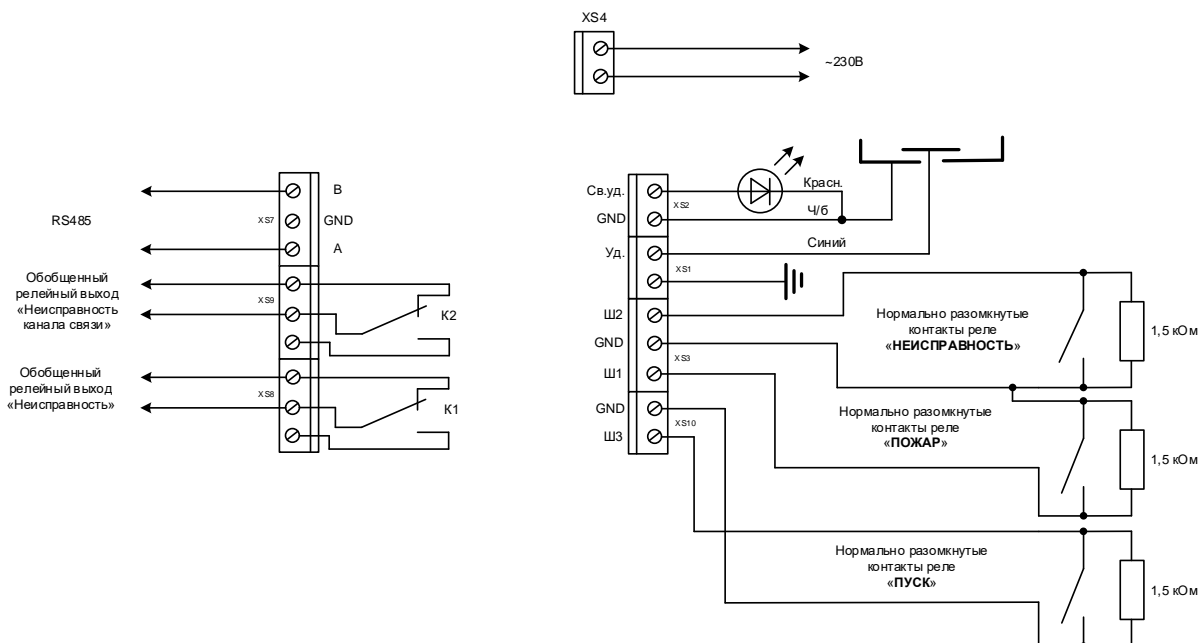 XS4
~230В
RS485
В
XS7
GND
А
Обобщенный
релейный выход
«Неисправность
канала связи»
XS9
К2
Обобщенный
релейный выход
«Неисправность»
XS8
К1
Св.уд.
XS2
GND
Красн.
Ч/б
Уд.
XS1
Синий
Ш2
GND
XS3
Ш1
GND
XS10
Ш3
Нормально разомкнутые
контакты реле
«НЕИСПРАВНОСТЬ»
1,5 кОм
Нормально разомкнутые
контакты реле
«ПОЖАР»
1,5 кОм
Нормально разомкнутые
контакты реле
«ПУСК»
1,5 кОм